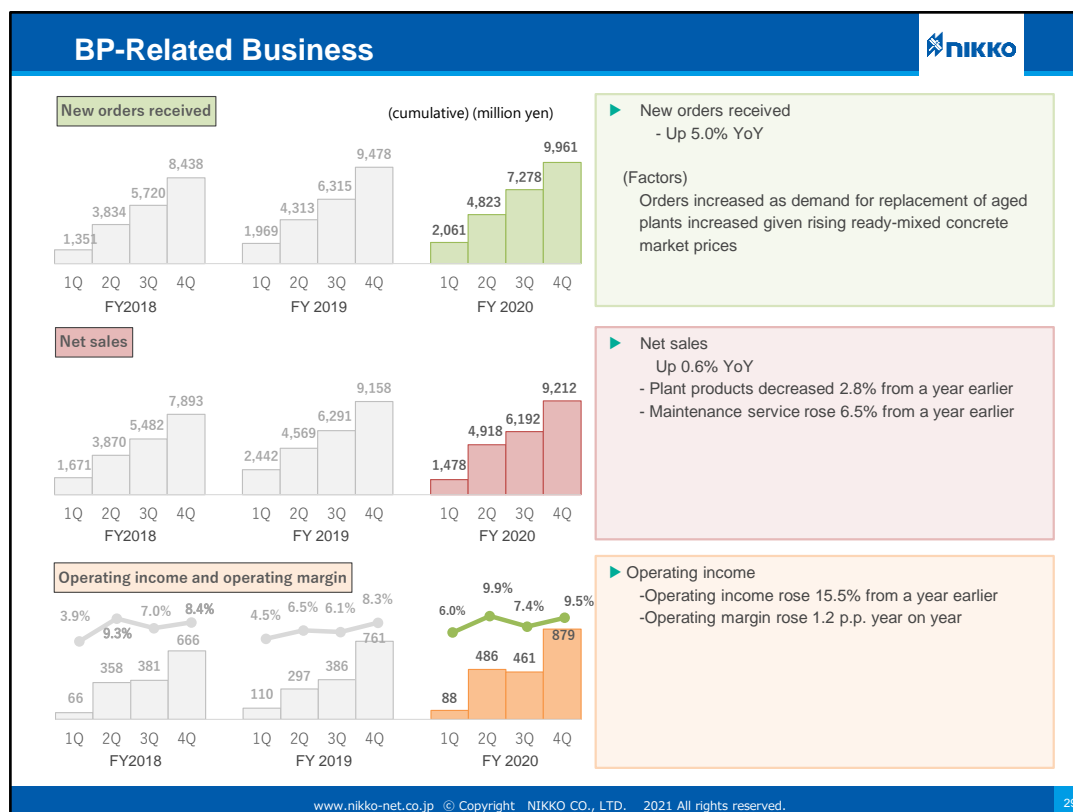 BP-Related Business
NIKKO
New orders received
(cumulative) (million yen)
1,351
3,834
5,720
8,438
1,969
4,313
6,315
9,478
2,061
4,823
7,278
9,961
1Q 2Q 3Q 4Q
1Q 2Q 3Q 4Q
1Q 2Q 3Q 4Q
FY2018
FY 2019
FY 2020
New orders received
- Up 5.0% YoY
(Factors)
Orders increased as demand for replacement of aged
plants increased given rising ready-mixed concrete
market prices
Net sales
1,671
3,870
5,482
7,893
2,442
4,569
6,291
9,158
1,478
4,918
6,192
9,212
1Q 2Q 3Q 4Q
1Q 2Q 3Q 4Q
1Q 2Q 3Q 4Q
FY2018
FY 2019
FY 2020
Net sales
Up 0.6% YoY
- Plant products decreased 2.8% from a year earlier
- Maintenance service rose 6.5% from a year earlier
Operating income and operating margin
3.9%
9.3%
7.0%
8.4%
4.5%
6.5%
6.1%
8.3%
6.0%
9.9%
7.4%
9.5%
66
358
381
666
110
297
386
761
88
486
461
879
1Q 2Q 3Q 4Q
1Q 2Q 3Q 4Q
1Q 2Q 3Q 4Q
FY2018
FY 2019
FY 2020
Operating income
-Operating income rose 15.5% from a year earlier
-Operating margin rose 1.2 p.p. year on year
www.nikko-net.co.jp © Copyright NIKKO CO., LTD. 2021 All rights reserved.